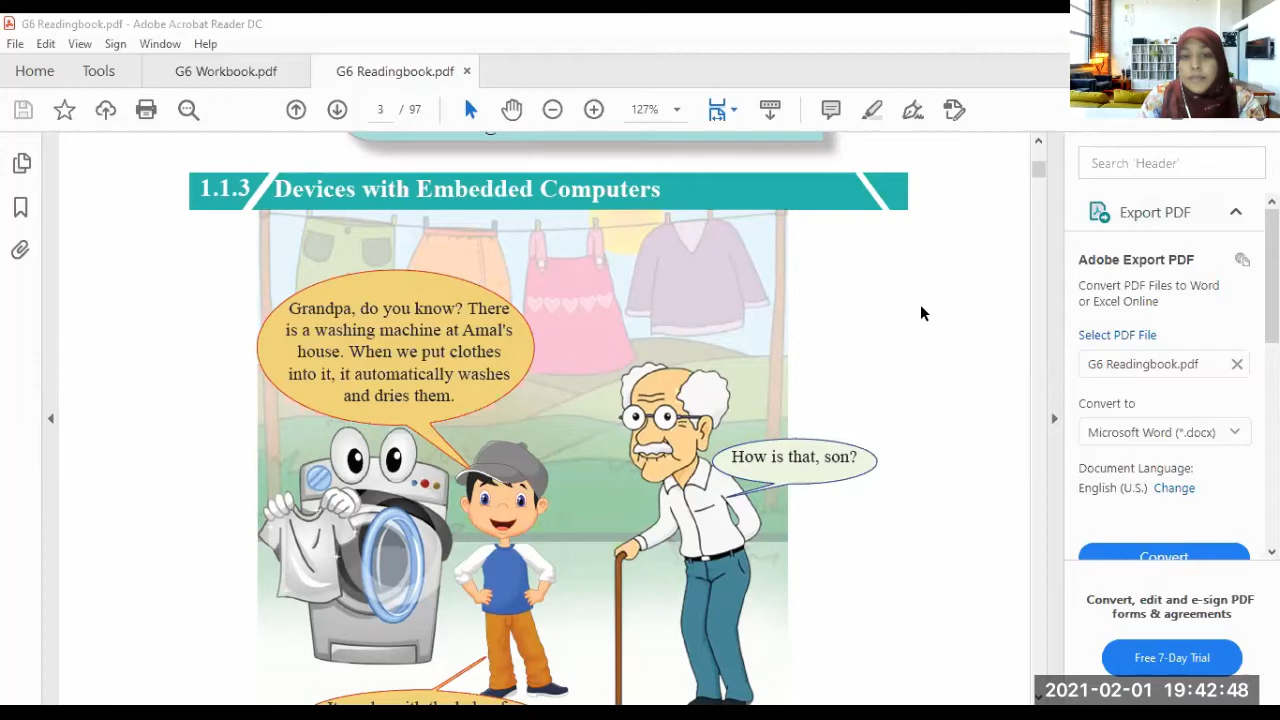 G6 Readingbook.pdf - Adobe Acrobat Reader DC
File Edit View Sign Window Help
Home Tools G6 Workbook.pdf G6 Readingbook.pdf ×
3 / 97 127%
1.1.3 Devices with Embedded Computers
Grandpa, do you know? There
is a washing machine at Amal's
house. When we put clothes
into it, it automatically washes
and dries them.
How is that, son?
Search 'Header'
Export PDF
Adobe Export PDF
Convert PDF Files to Word
or Excel Online
Select PDF File
G6 Readingbook.pdf
Convert to
Microsoft Word (*.docx)
Document Language:
English (U.S.) Change
Convert
Convert, edit and e-sign PDF
forms & agreements
Free 7-Day Trial
2021-02-01 19:42:48